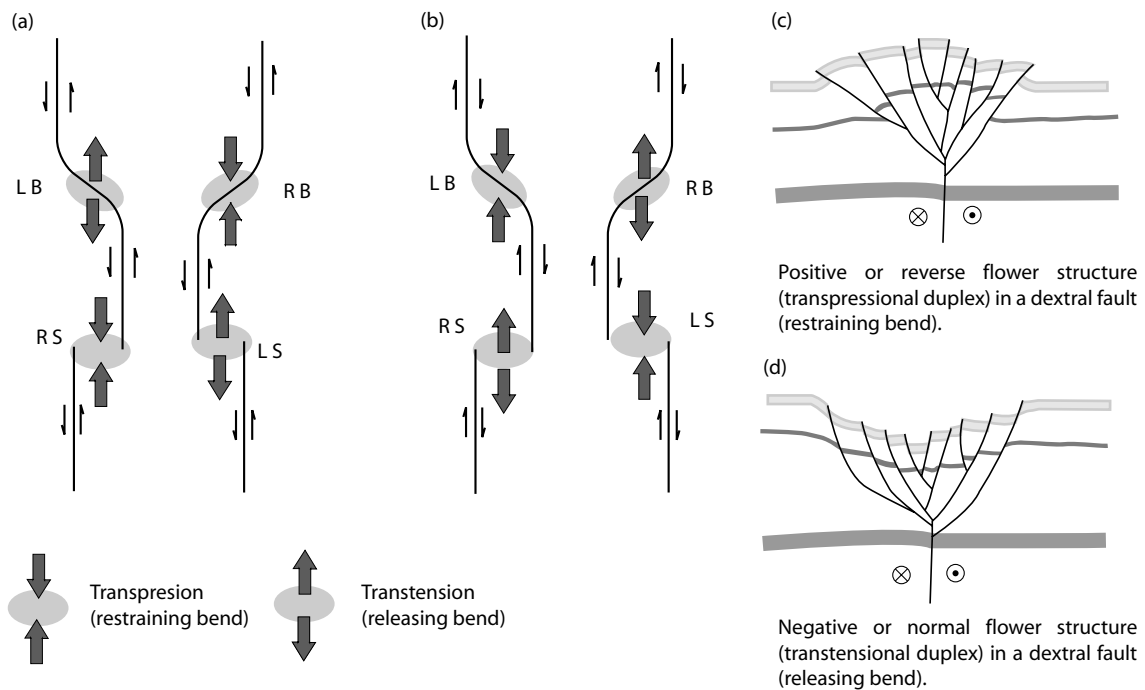 (a)
L B
R B
R S
L S
(b)
L B
R B
R S
L S
Transpresion
(restraining bend)
Transtension
(releasing bend)
(c)
Positive or reverse flower structure
(transpressional duplex) in a dextral fault
(restraining bend).
(d)
Negative or normal flower structure
(transtensional duplex) in a dextral fault
(releasing bend).